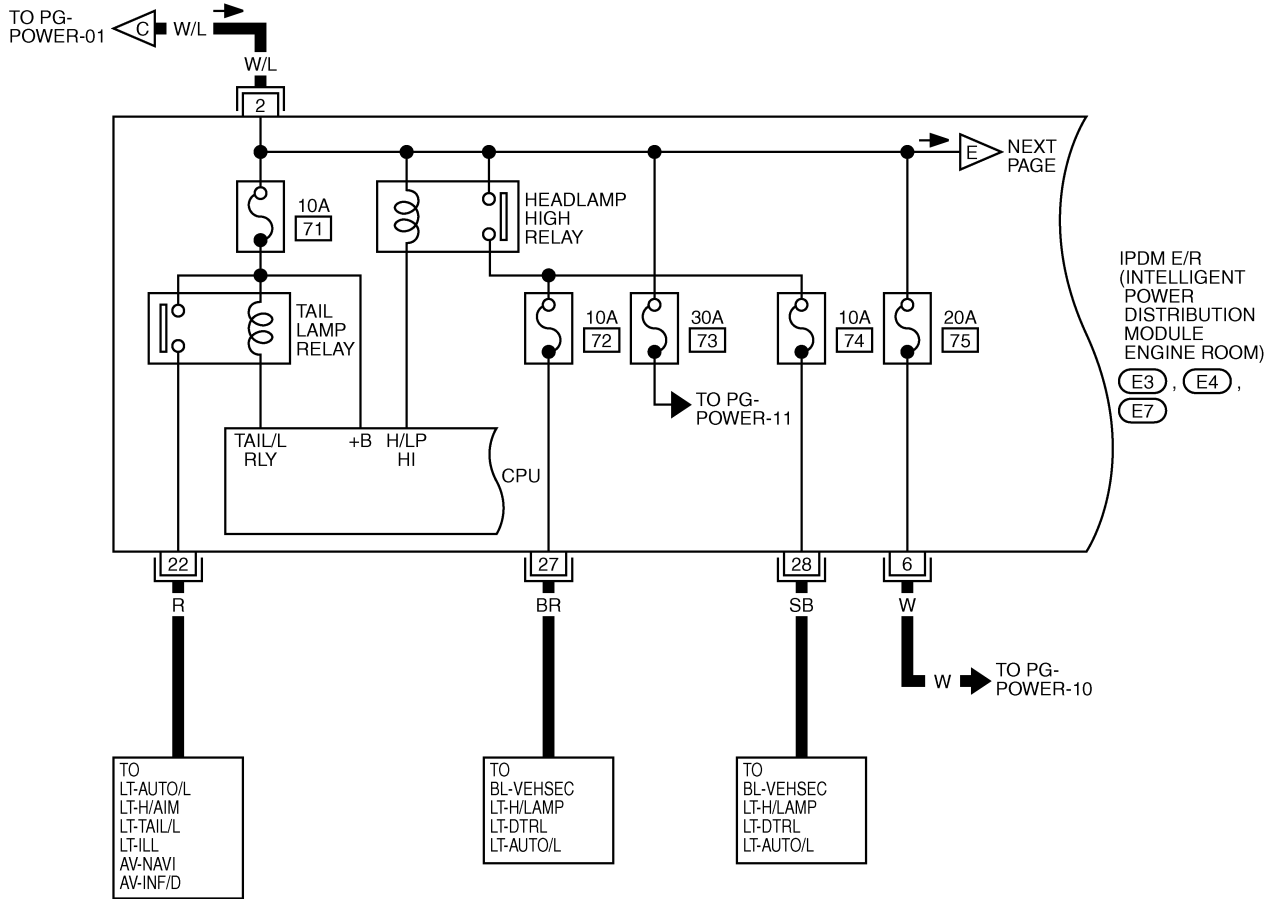 TO PG-
POWER-01
C
W/L
W/L
2
E
NEXT
PAGE
10A
71
HEADLAMP
HIGH
RELAY
IPDM E/R
(INTELLIGENT
POWER
DISTRIBUTION
MODULE
ENGINE ROOM)
E3 , E4 ,
E7
TAIL
LAMP
RELAY
10A
72
30A
73
10A
74
20A
75
TO PG-
POWER-11
TAIL/L
RLY
+B
H/LP
HI
CPU
22
27
28
6
R
BR
SB
W
W
TO PG-
POWER-10
TO
LT-AUTO/L
LT-H/AIM
LT-TAIL/L
LT-ILL
AV-NAVI
AV-INF/D
TO
BL-VEHSEC
LT-H/LAMP
LT-DTRL
LT-AUTO/L
TO
BL-VEHSEC
LT-H/LAMP
LT-DTRL
LT-AUTO/L